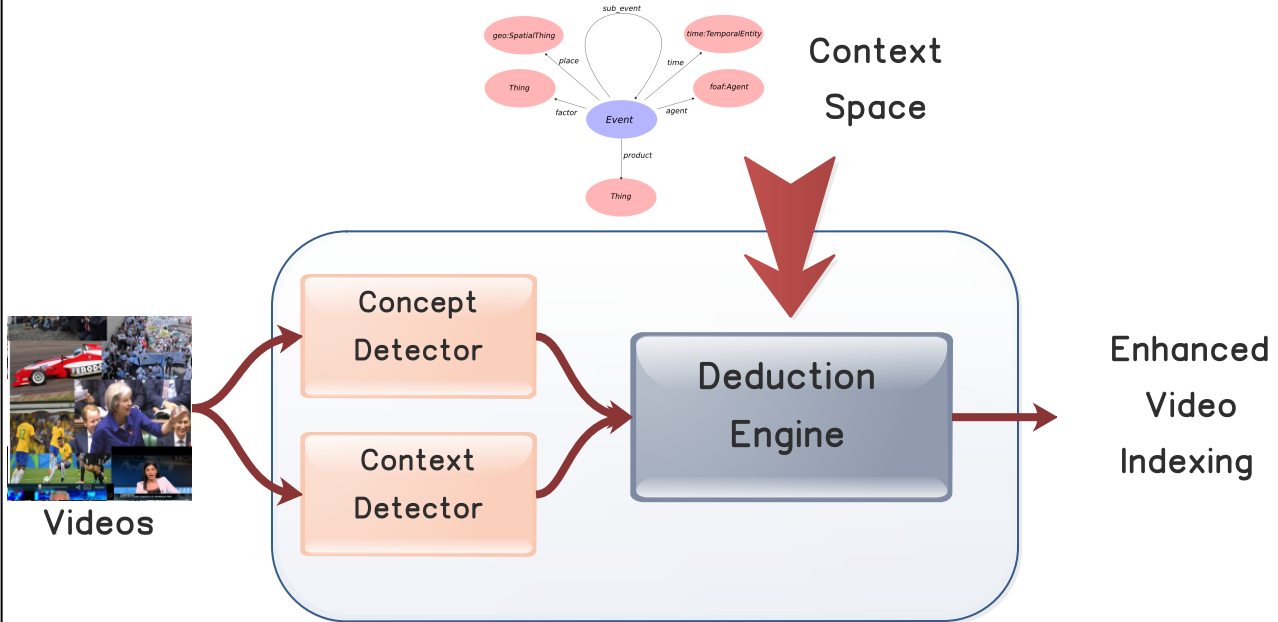 sub_event
geo:SpatialThing
time:TemporalEntity
place
time
Thing
foaf:Agent
factor
agent
Event
product
Thing
Context
Space
Concept
Detector
Context
Detector
Deduction
Engine
Videos
Enhanced
Video
Indexing